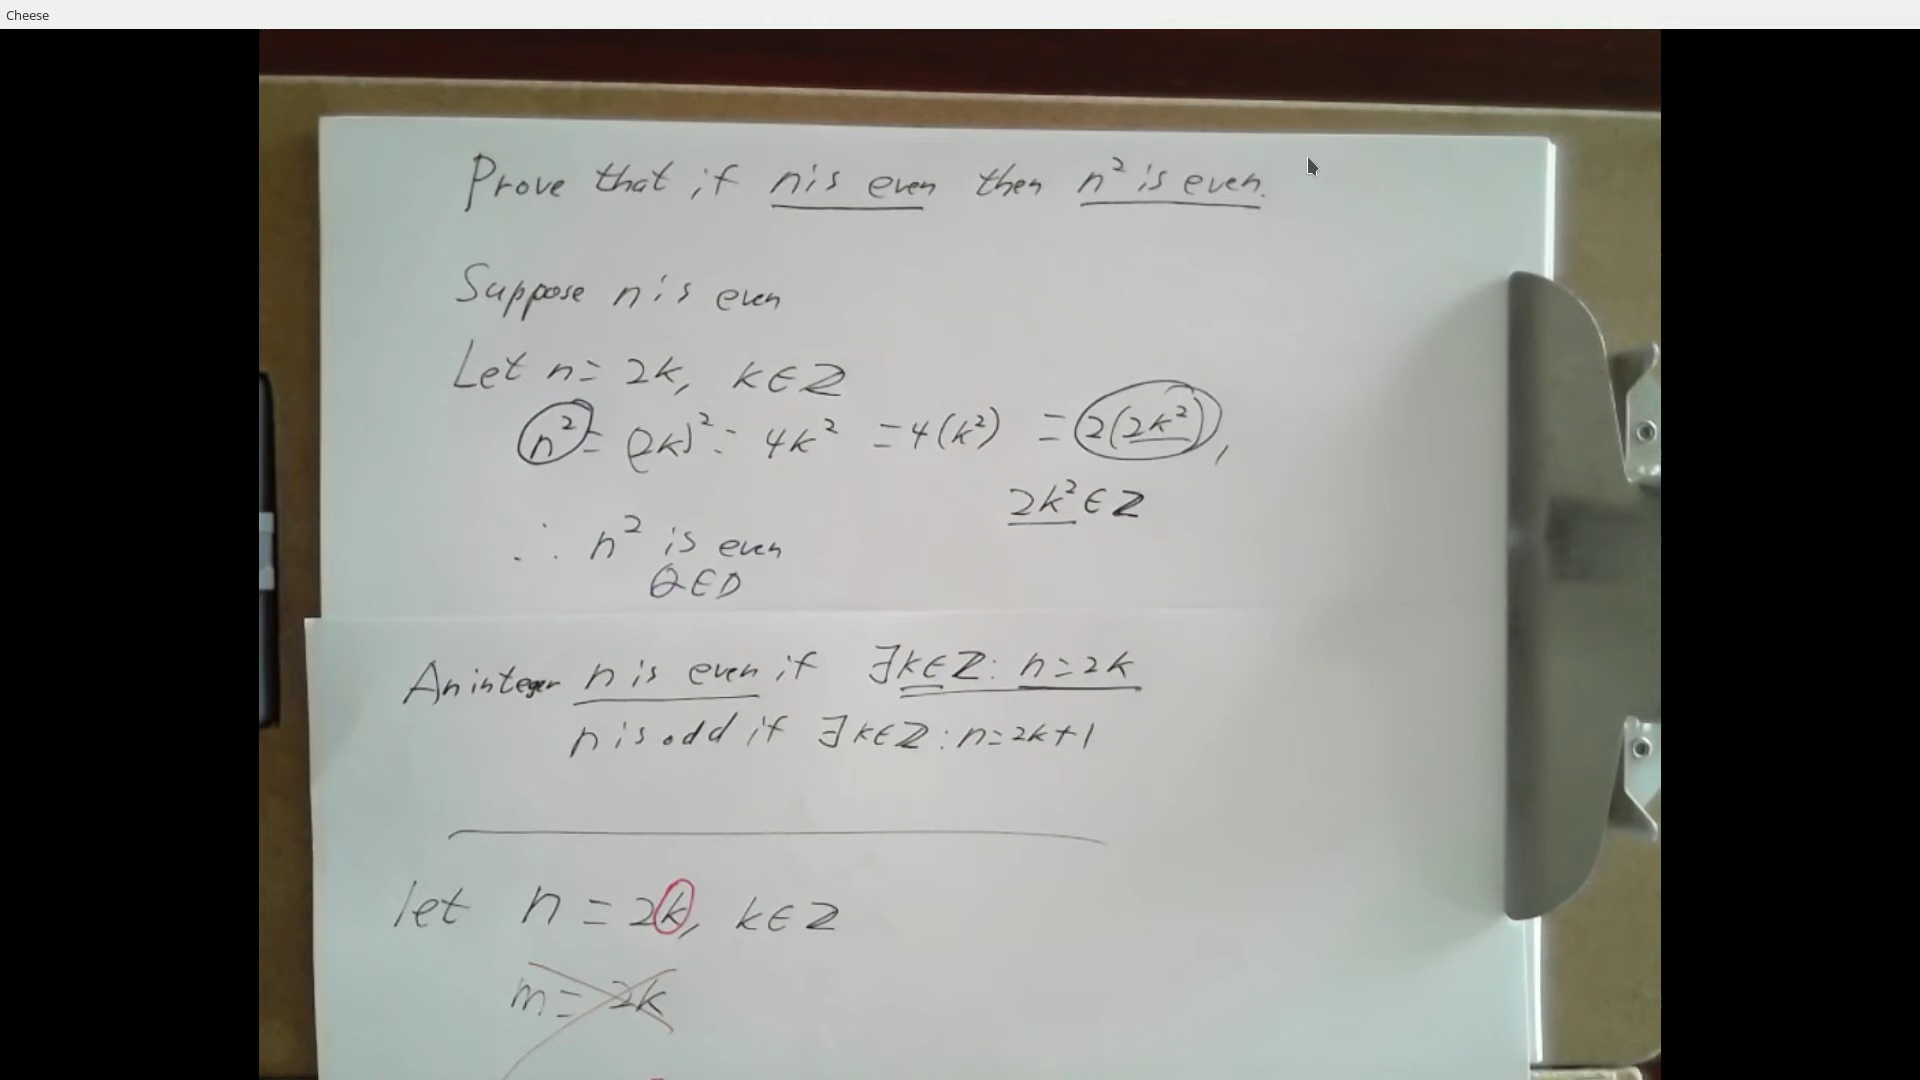 Cheese
Prove that if n is even then n² is even.
Suppose n is even
Let n = 2k, k ∈ ℤ
n² = (2k)² = 4k² = 4(k²) = 2(2k²),
2k² ∈ ℤ
∴ n² is even
QED
An integer n is even if ∃k∈ℤ: n=2k
n is odd if ∃k∈ℤ: n=2k+1
let n = 2k, k∈ℤ
m = 2k